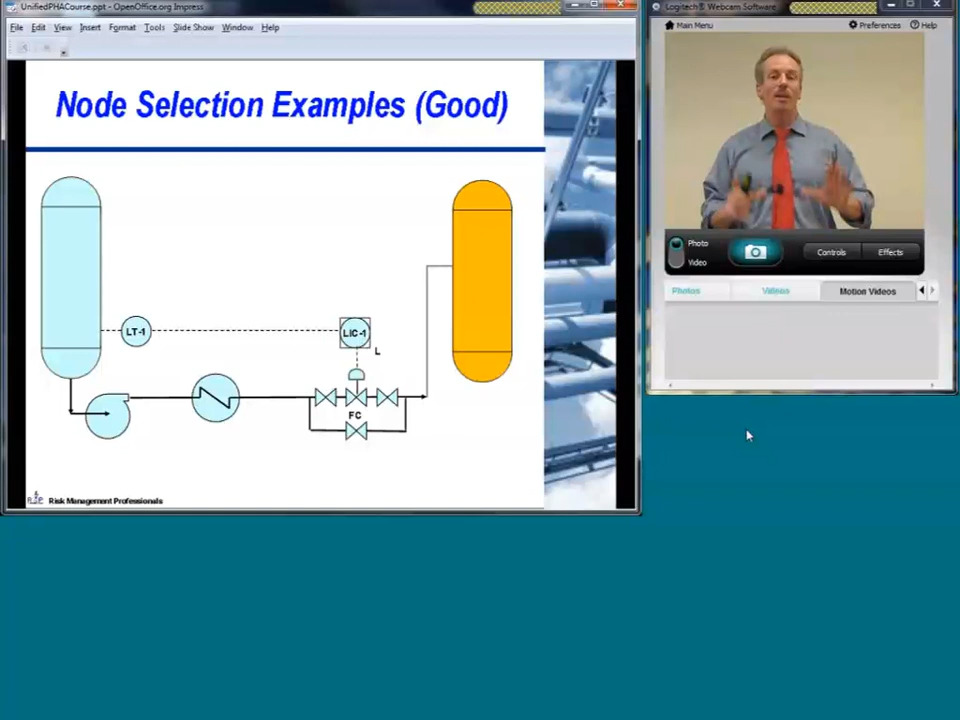 UnifiedPHACourse.ppt - OpenOffice.org Impress
File Edit View Insert Format Tools Slide Show Window Help
Node Selection Examples (Good)
LT-1
LIC-1
L
FC
Risk Management Professionals
Logitech® Webcam Software
Main Menu
Preferences
Help
Photo
Video
Controls
Effects
Photos
Videos
Motion Videos